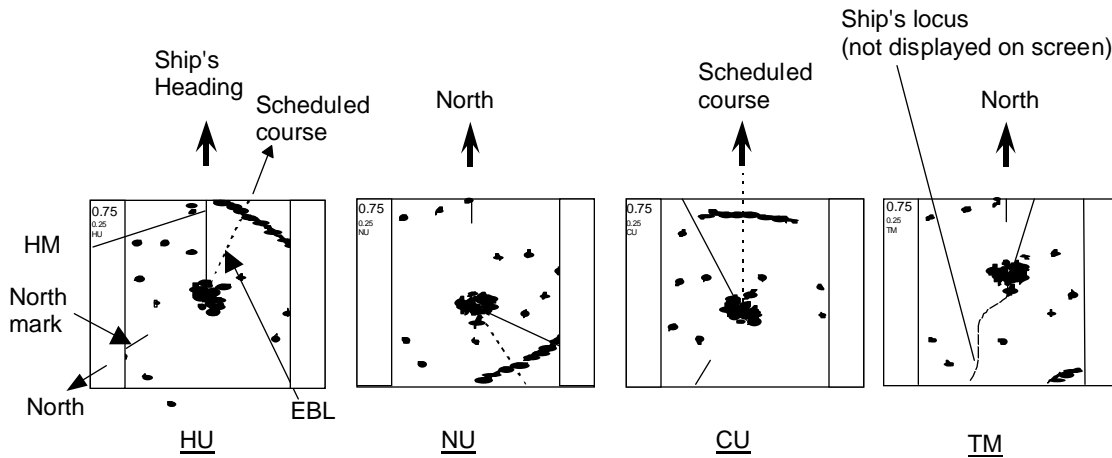 Ship's
Heading
Scheduled
course
North
Scheduled
course
Ship's locus
(not displayed on screen)
North
0.75
0.25
HU
HM
North
mark
North
EBL
HU
0.75
0.25
NU
NU
0.75
0.25
CU
CU
0.75
0.25
TM
TM